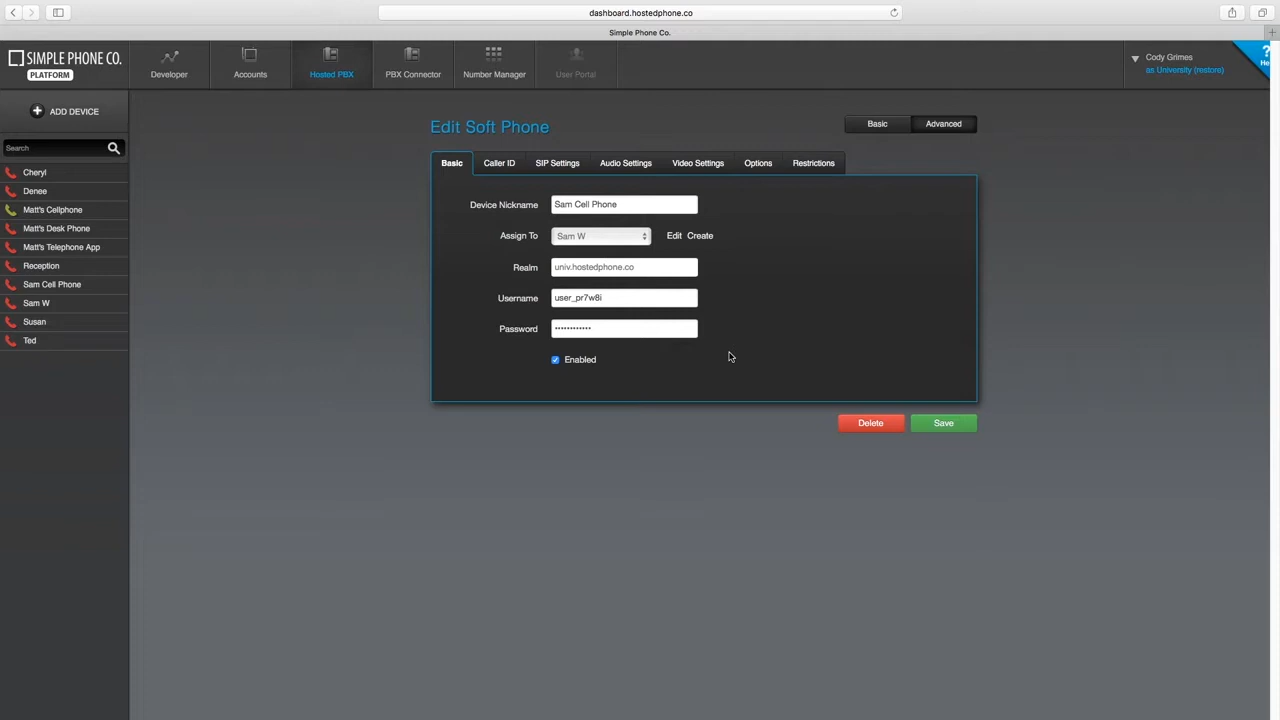 dashboard.hostedphone.co
Simple Phone Co.
SIMPLE PHONE CO.
PLATFORM
Developer
Accounts
Hosted PBX
PBX Connector
Number Manager
User Portal
Cody Grimes
as University (restore)
?
He
ADD DEVICE
Search
Cheryl
Denee
Matt's Cellphone
Matt's Desk Phone
Matt's Telephone App
Reception
Sam Cell Phone
Sam W
Susan
Ted
Edit Soft Phone
Basic Advanced
Basic Caller ID SIP Settings Audio Settings Video Settings Options Restrictions
Device Nickname Sam Cell Phone
Assign To Sam W Edit Create
Realm univ.hostedphone.co
Username user_pr7w8i
Password ••••••••••••
Enabled
Delete Save